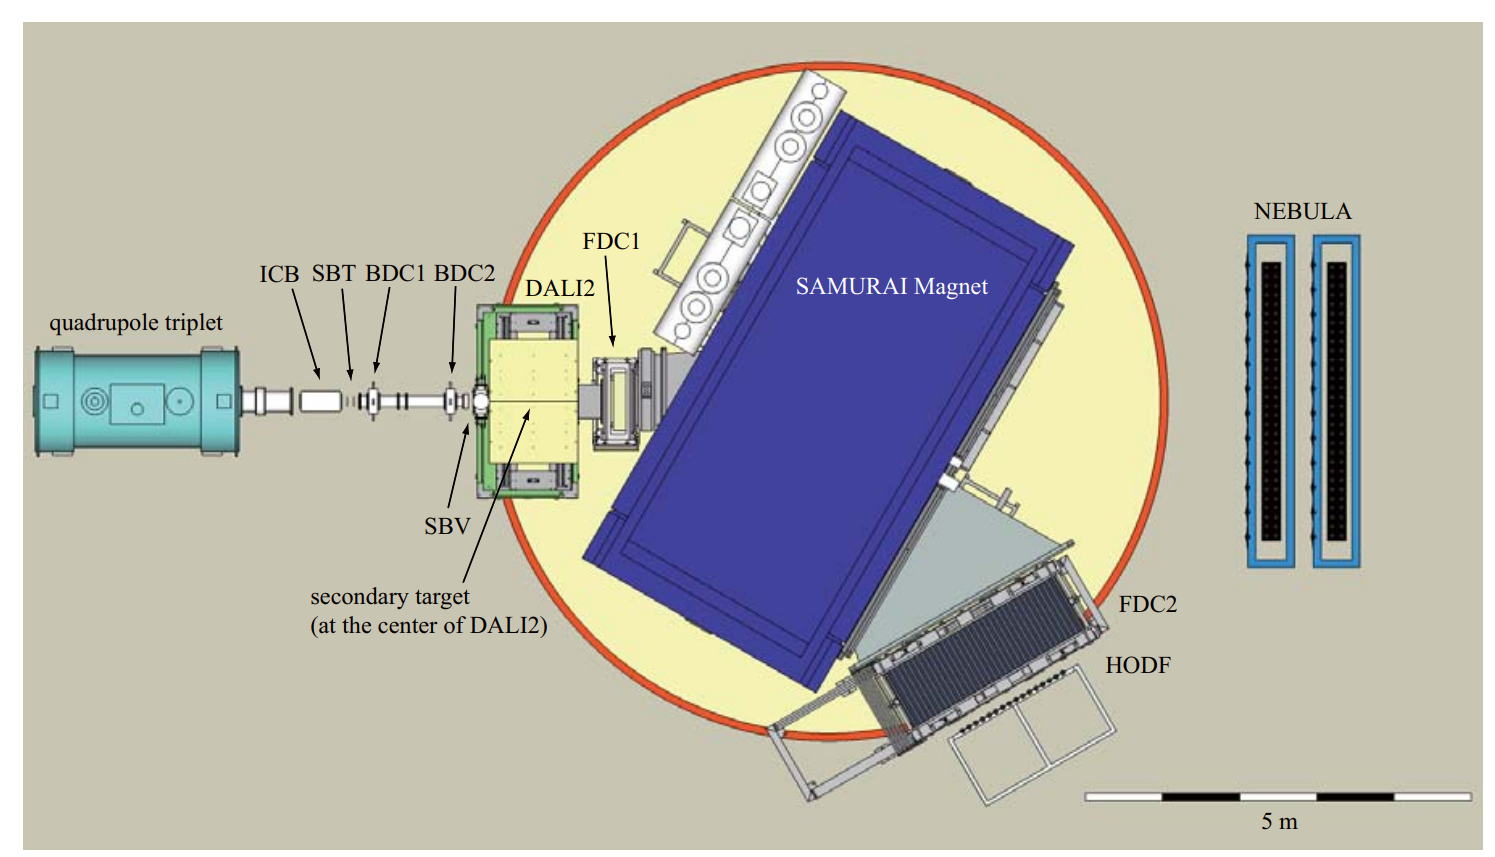 NEBULA
FDC1
ICB SBT BDC1 BDC2
DALI2
SAMURAI Magnet
quadrupole triplet
SBV
secondary target
(at the center of DALI2)
FDC2
HODF
5 m